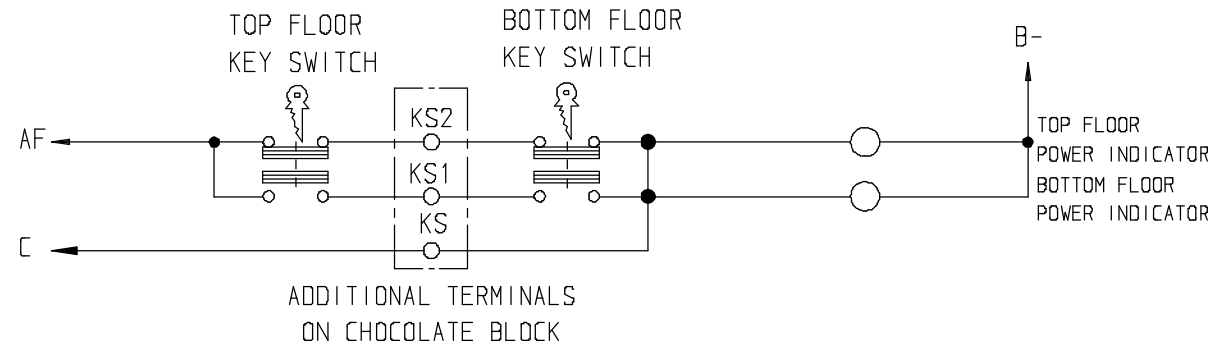 TOP FLOOR
KEY SWITCH
BOTTOM FLOOR
KEY SWITCH
B-
AF
KS2
TOP FLOOR
POWER INDICATOR
KS1
BOTTOM FLOOR
POWER INDICATOR
KS
C
ADDITIONAL TERMINALS
ON CHOCOLATE BLOCK